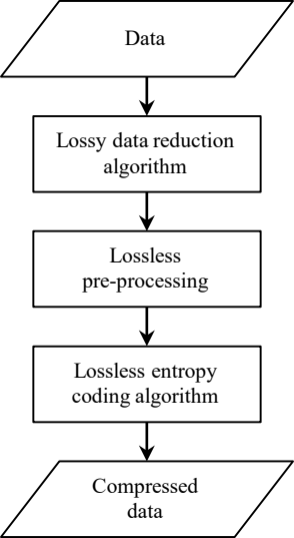 Data
Lossy data reduction
algorithm
Lossless
pre-processing
Lossless entropy
coding algorithm
Compressed
data